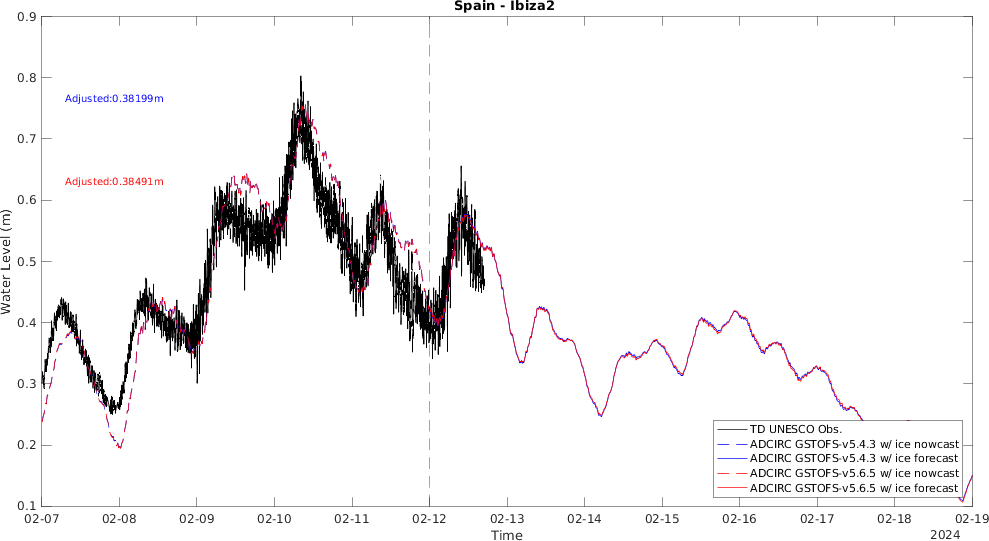 Spain - Ibiza2
0.9
0.8
0.7
0.6
0.5
0.4
0.3
0.2
0.1
Water Level (m)
Adjusted:0.38199m
Adjusted:0.38491m
TD UNESCO Obs.
ADCIRC GSTOFS-v5.4.3 w/ ice nowcast
ADCIRC GSTOFS-v5.4.3 w/ ice forecast
ADCIRC GSTOFS-v5.6.5 w/ ice nowcast
ADCIRC GSTOFS-v5.6.5 w/ ice forecast
02-07 02-08 02-09 02-10 02-11 02-12 02-13 02-14 02-15 02-16 02-17 02-18 02-19
Time
2024